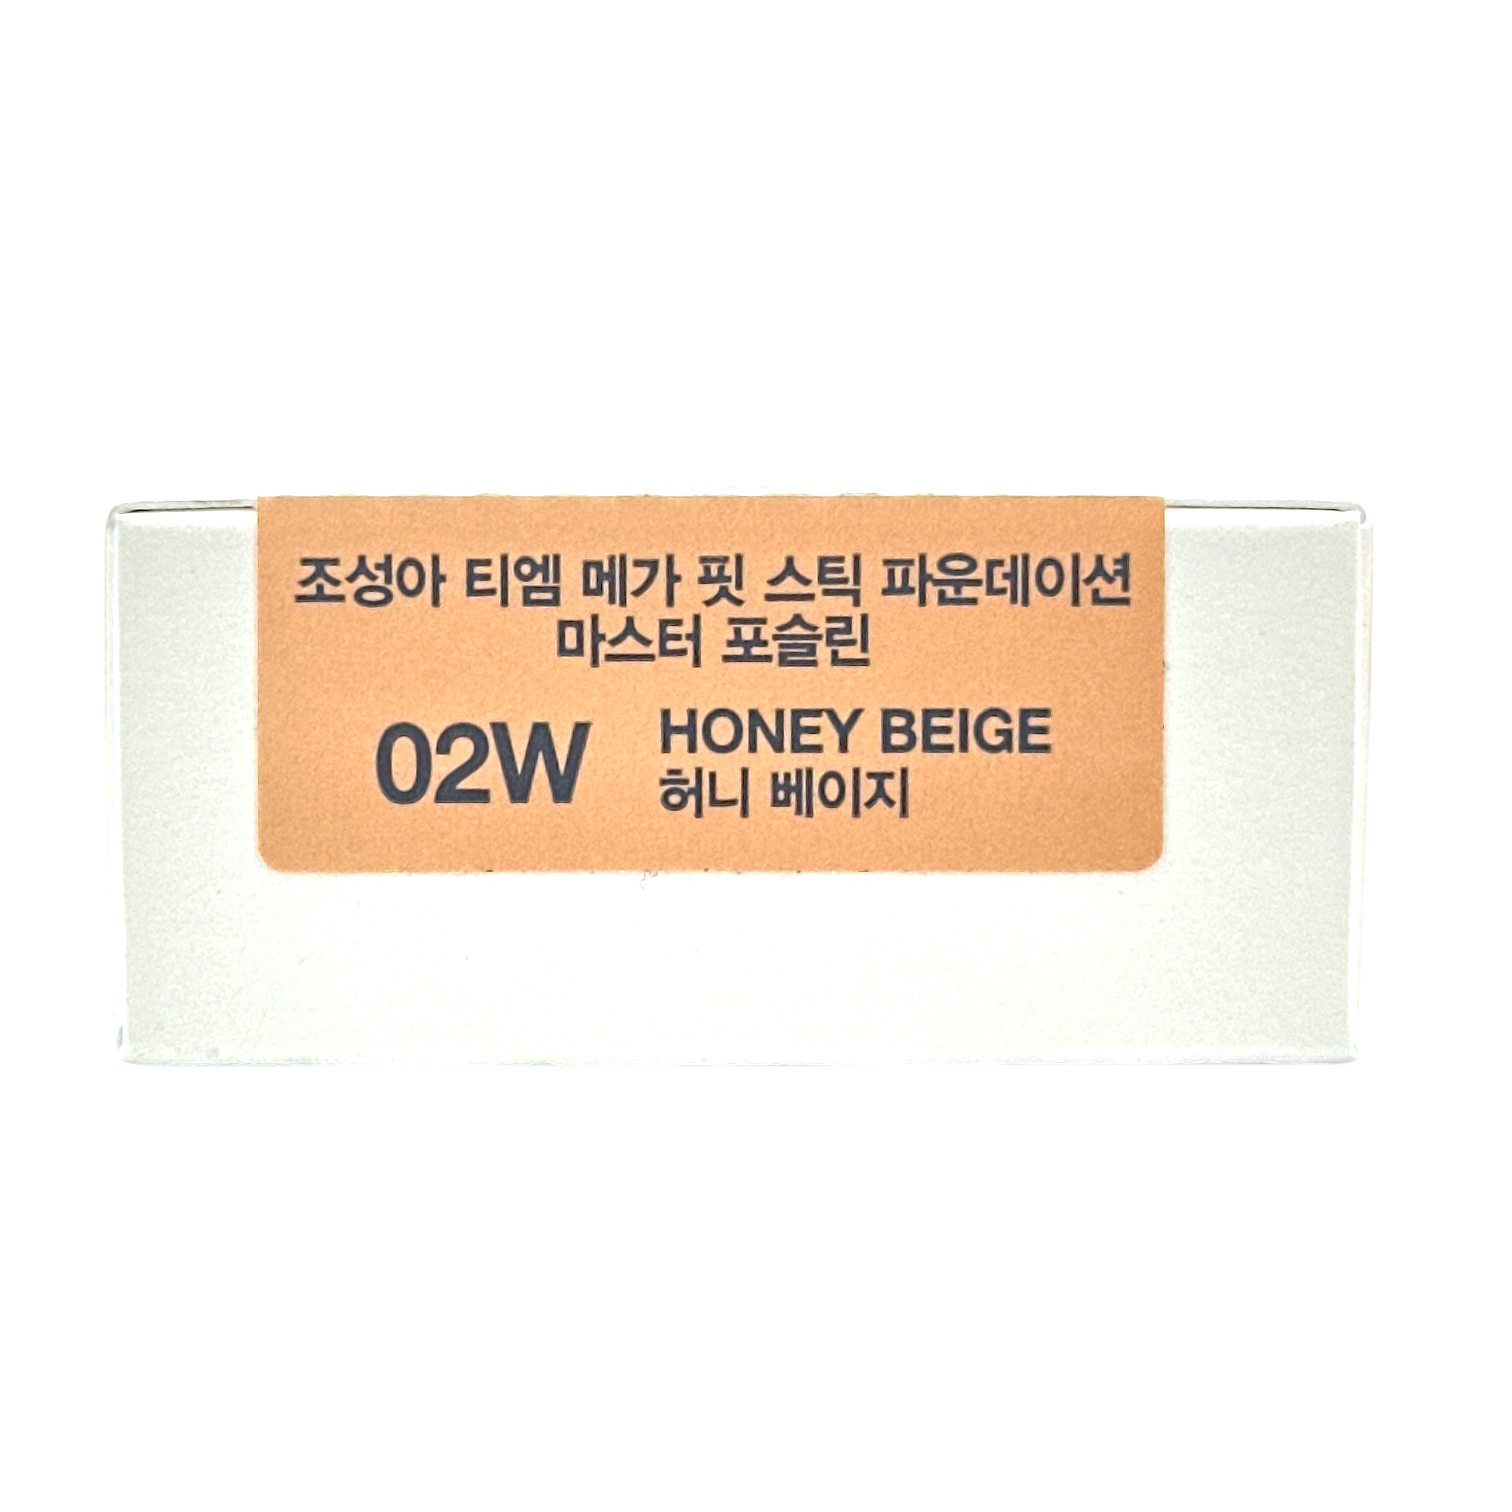 조성아 티엠 메가 핏 스틱 파운데이션
마스터 포슬린
02W
HONEY BEIGE
허니 베이지